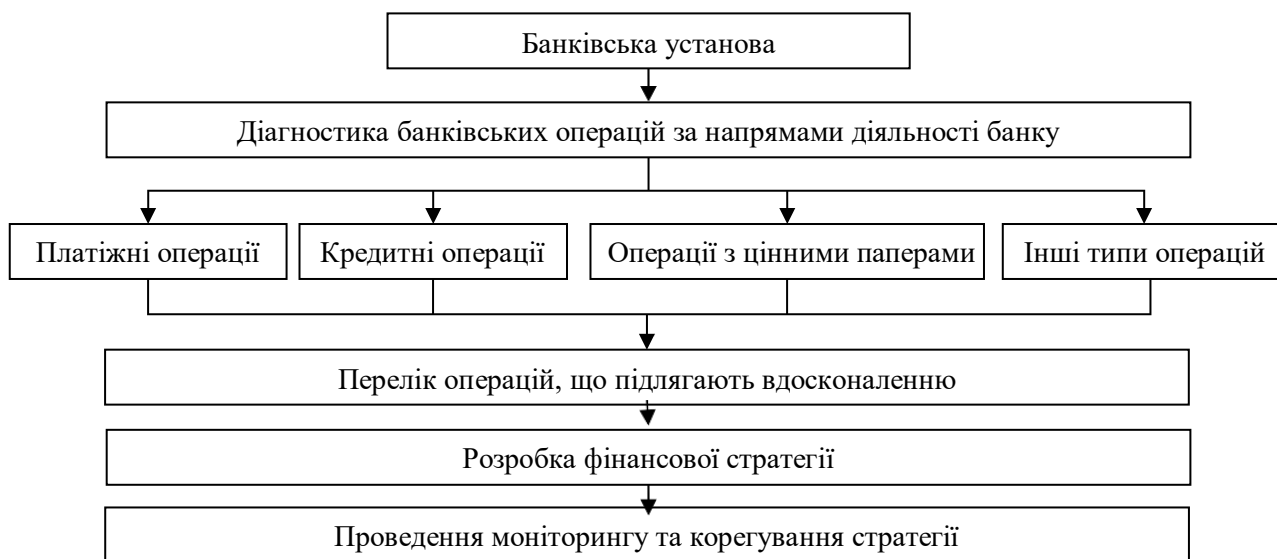 Банківська установа
Діагностика банківських операцій за напрямами діяльності банку
Платіжні операції
Кредитні операції
Операції з цінними паперами
Інші типи операцій
Перелік операцій, що підлягають вдосконаленню
Розробка фінансової стратегії
Проведення моніторингу та корегування стратегії